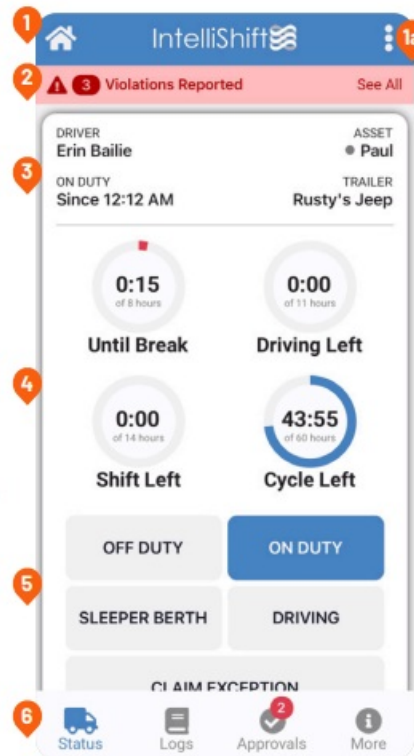 1
IntelliShift
1a
2
3 Violations Reported See All
DRIVER ASSET
Erin Bailie Paul
3
ON DUTY TRAILER
Since 12:12 AM Rusty's Jeep
0:15 0:00
of 8 hours of 11 hours
Until Break Driving Left
4
0:00 43:55
of 14 hours of 60 hours
Shift Left Cycle Left
OFF DUTY ON DUTY
5
SLEEPER BERTH DRIVING
CLAIM EXCEPTION
6
2
Status Logs Approvals More